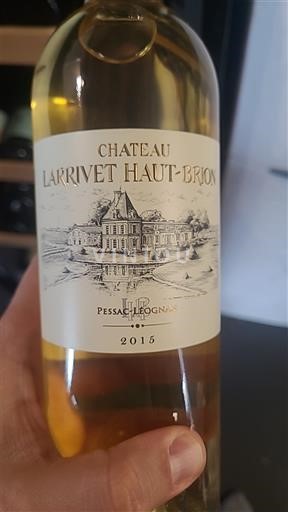 CHATEAU
LARRIVET HAUT-BRION
PESSAC-LÉOGNAN
2015